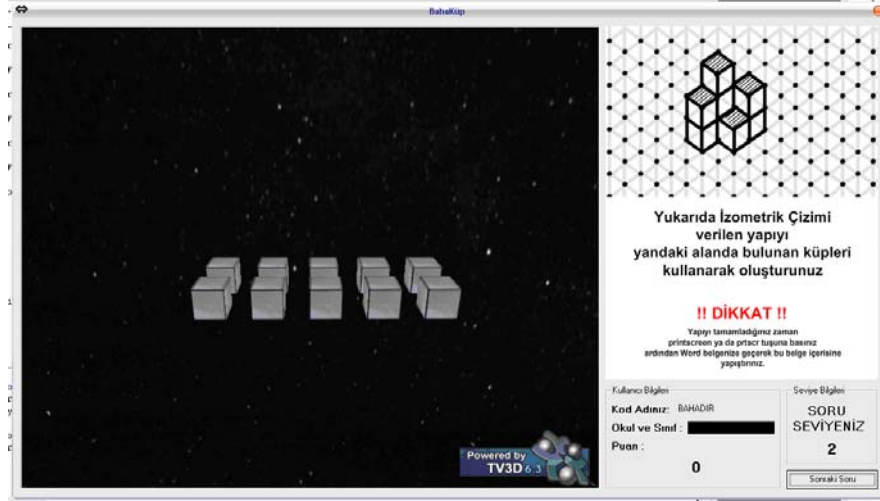 BahaKüp
Yukarıda İzometrik Çizimi
verilen yapıyı
yandaki alanda bulunan küpleri
kullanarak oluşturunuz
!! DİKKAT !!
Yapıyı tamamladığınız zaman
printscreen ya da prtscr tuşuna basınız
ardından Word belgenize geçerek bu belge içerisine
yapıştırınız.
Kullanıcı Bilgileri
Kod Adınız: BAHADIR
Okul ve Sınıf :
Puan :
0
Seviye Bilgileri
SORU
SEVİYENİZ
2
Sonraki Soru
Powered by
TV3D 6.3